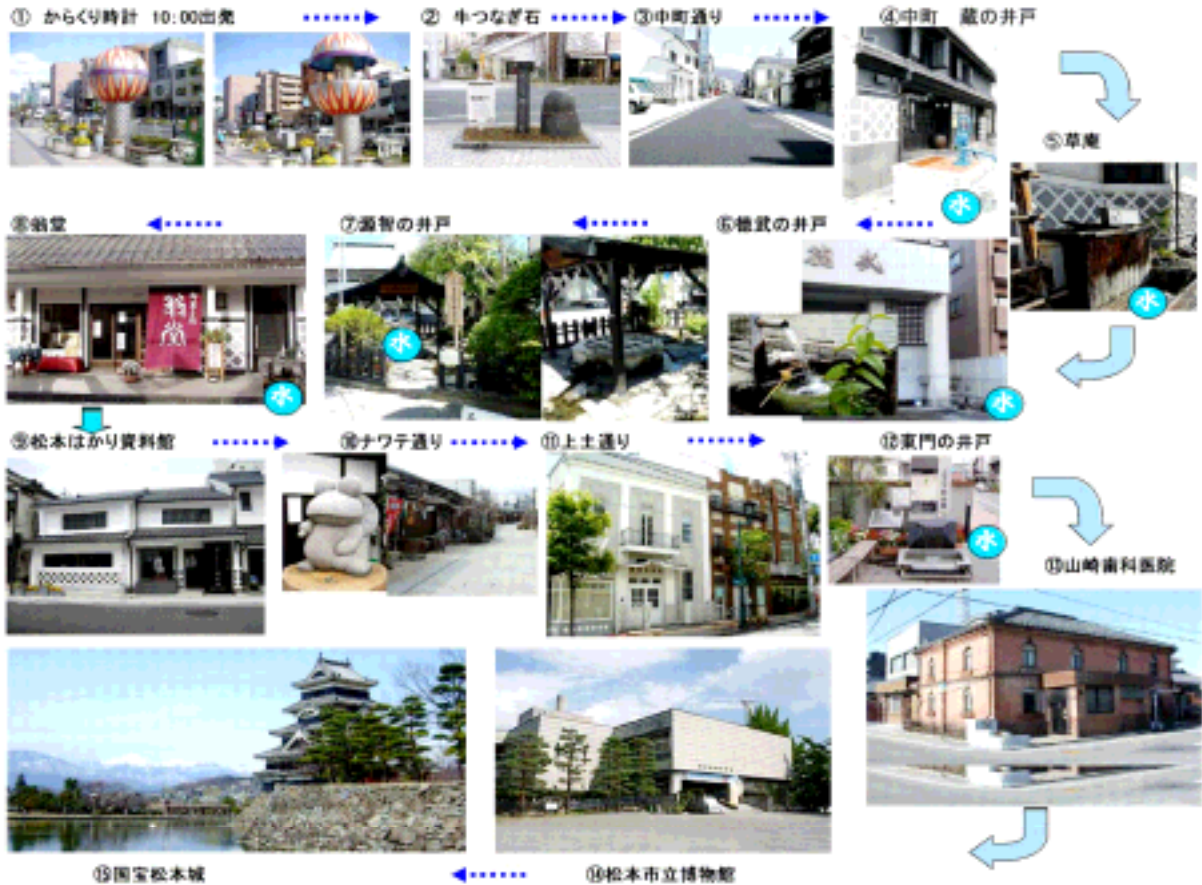 ① からくり時計 10:00出発
② 牛つなぎ石
③中町通り
④中町 蔵の井戸
⑤草庵
水
水
⑥徳武の井戸
水
⑦源智の井戸
水
⑧翁堂
翁堂
水
⑨松本はかり資料館
⑩ナワテ通り
⑪上土通り
⑫東門の井戸
水
⑬山崎歯科医院
⑭松本市立博物館
⑮国宝松本城